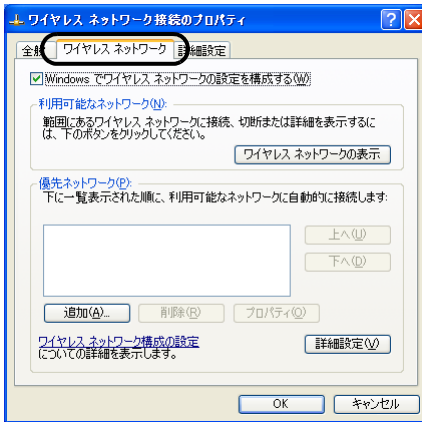 ワイヤレス ネットワーク接続のプロパティ
全般 ワイヤレス ネットワーク 詳細設定
Windows でワイヤレス ネットワークの設定を構成する(W)
利用可能なネットワーク(N):
範囲にあるワイヤレス ネットワークに接続、切断または詳細を表示するに
は、下のボタンをクリックしてください。
ワイヤレス ネットワークの表示
優先ネットワーク(P):
下に一覧表示された順に、利用可能なネットワークに自動的に接続します:
上へ(U)
下へ(D)
追加(A)... 削除(R) プロパティ(O)
ワイヤレス ネットワーク構成の設定
についての詳細を表示します。
詳細設定(V)
OK キャンセル